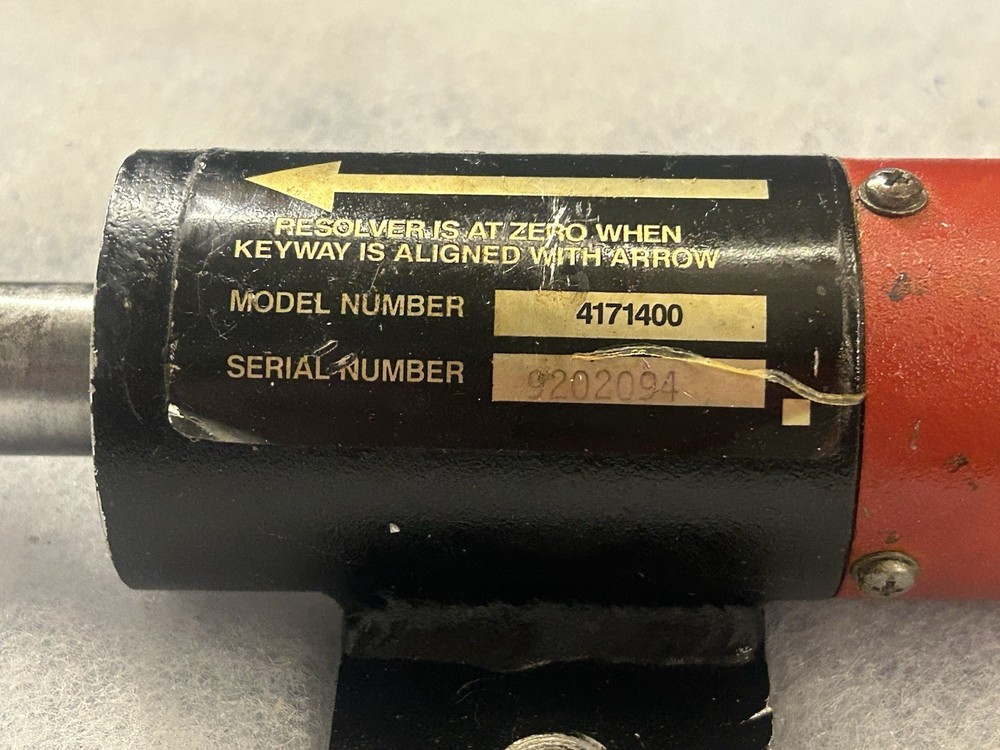 RESOLVER IS AT ZERO WHEN
KEYWAY IS ALIGNED WITH ARROW
MODEL NUMBER 4171400
SERIAL NUMBER 9202094